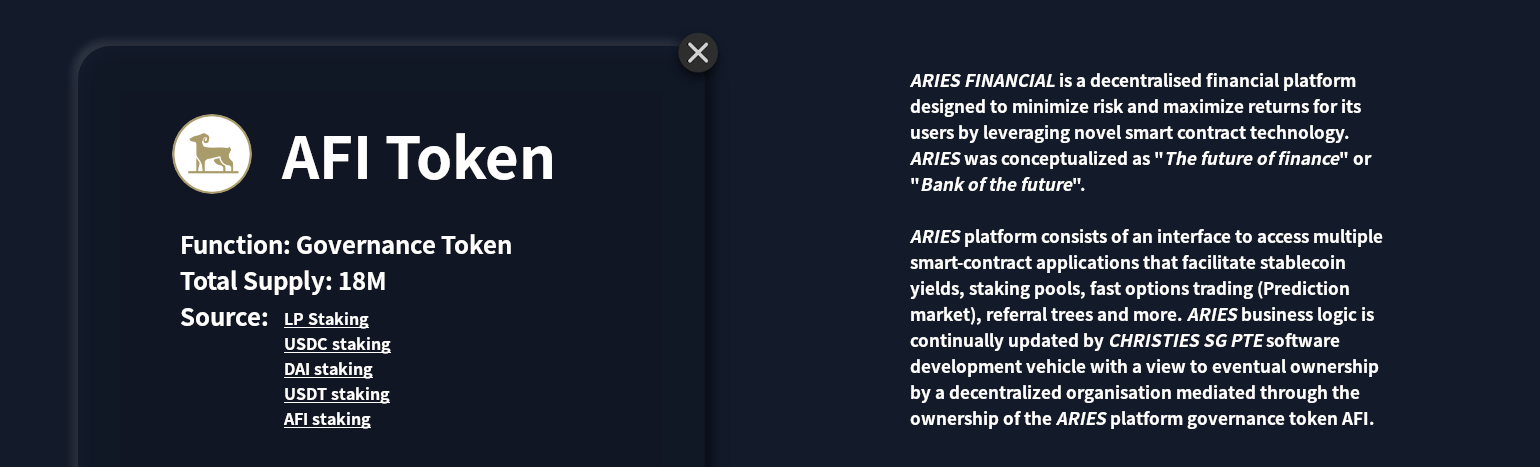 AFI Token
Function: Governance Token
Total Supply: 18M
Source:
LP Staking
USDC staking
DAI staking
USDT staking
AFI staking
ARIES FINANCIAL is a decentralised financial platform
designed to minimize risk and maximize returns for its
users by leveraging novel smart contract technology.
ARIES was conceptualized as "The future of finance" or
"Bank of the future".
ARIES platform consists of an interface to access multiple
smart-contract applications that facilitate stablecoin
yields, staking pools, fast options trading (Prediction
market), referral trees and more. ARIES business logic is
continually updated by CHRISTIES SG PTE software
development vehicle with a view to eventual ownership
by a decentralized organisation mediated through the
ownership of the ARIES platform governance token AFI.